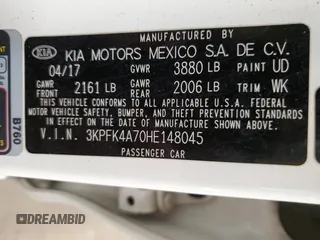 KIA KIA MOTORS MEXICO S.A. DE C.V.
04/17 GVWR 3880 LB PAINT UD
GAWR FRONT 2161 LB GAWR REAR 2006 LB TRIM WK
THIS VEHICLE CONFORMS TO ALL APPLICABLE U.S.A. FEDERAL
MOTOR VEHICLE SAFETY, BUMPER, AND THEFT PREVENTION STANDARDS
IN EFFECT ON THE DATE OF MANUFACTURE SHOWN ABOVE.
V.I.N. 3KPFK4A70HE148045
PASSENGER CAR
B760
DREAMBID